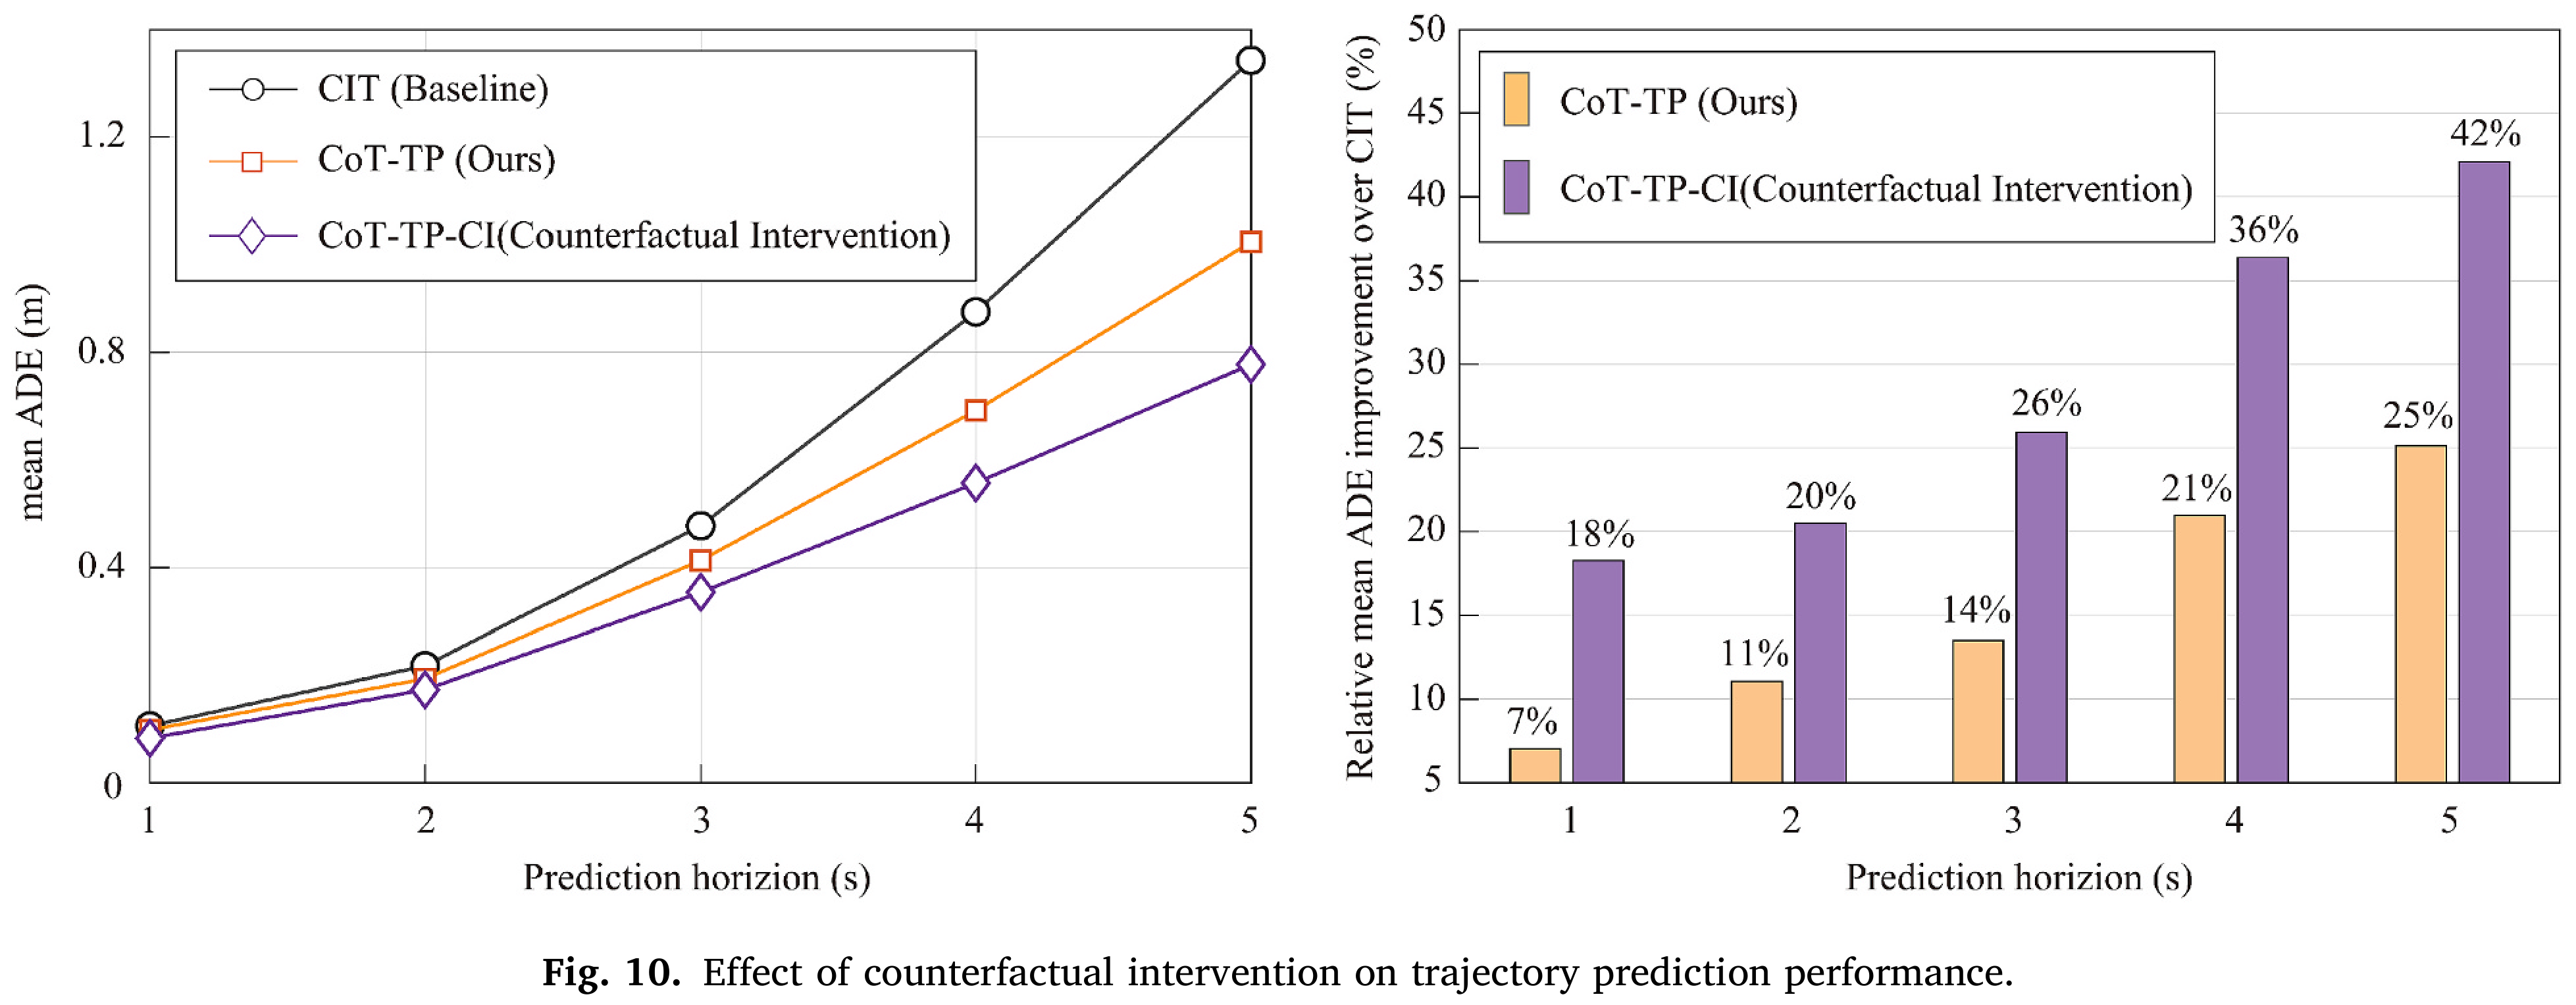 CIT (Baseline)
CoT-TP (Ours)
CoT-TP-CI(Counterfactual Intervention)
mean ADE (m)
1.2
0.8
0.4
0
1 2 3 4 5
Prediction horizion (s)
CoT-TP (Ours)
CoT-TP-CI(Counterfactual Intervention)
Relative mean ADE improvement over CIT (%)
50
45
40
35
30
25
20
15
10
5
7% 18% 11% 20% 14% 26% 21% 36% 25% 42%
1 2 3 4 5
Prediction horizion (s)
Fig. 10. Effect of counterfactual intervention on trajectory prediction performance.